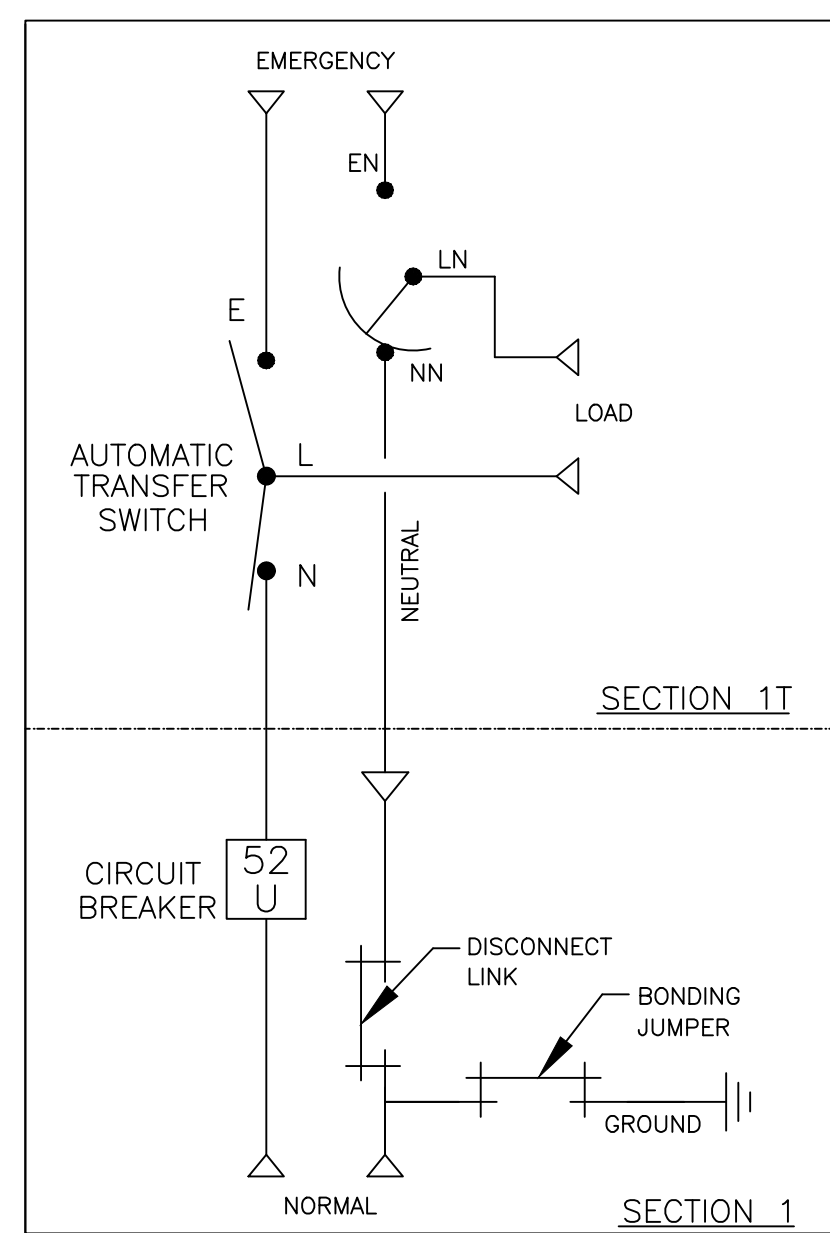 EMERGENCY
EN
LN
E
NN
LOAD
AUTOMATIC
TRANSFER
SWITCH
L
N
NEUTRAL
SECTION 1T
CIRCUIT
BREAKER
52
U
DISCONNECT
LINK
BONDING
JUMPER
GROUND
NORMAL
SECTION 1